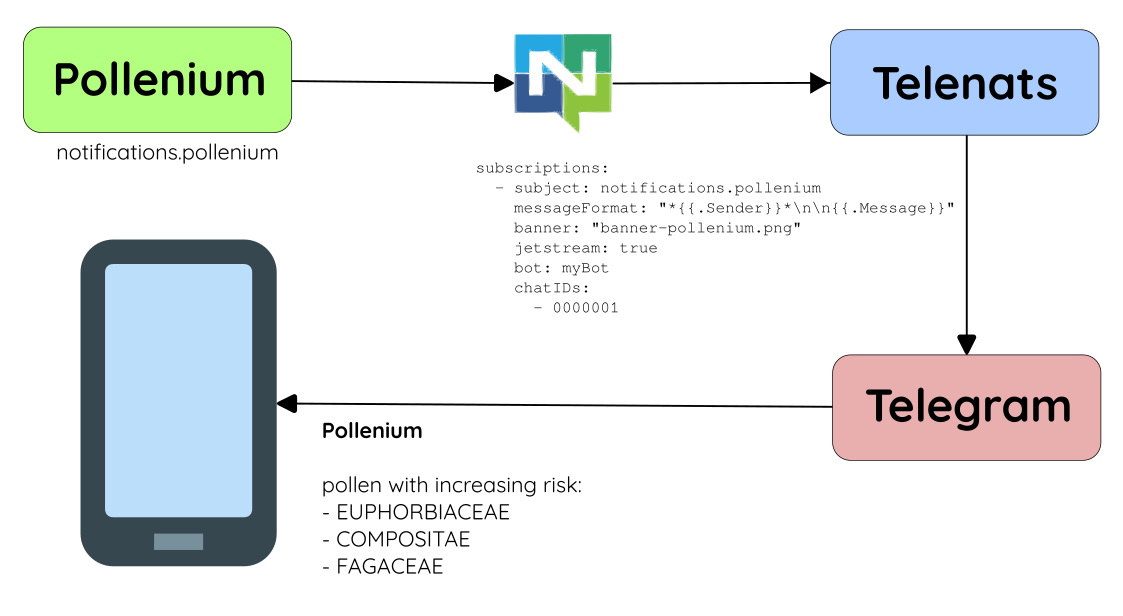 Pollenium
N
Telenats
notifications.pollenium
subscriptions:
  - subject: notifications.pollenium
    messageFormat: "*{{.Sender}}*\n\n{{.Message}}"
    banner: "banner-pollenium.png"
    jetstream: true
    bot: myBot
    chatIDs:
      - 0000001
Telegram
Pollenium
pollen with increasing risk:
- EUPHORBIACEAE
- COMPOSITAE
- FAGACEAE